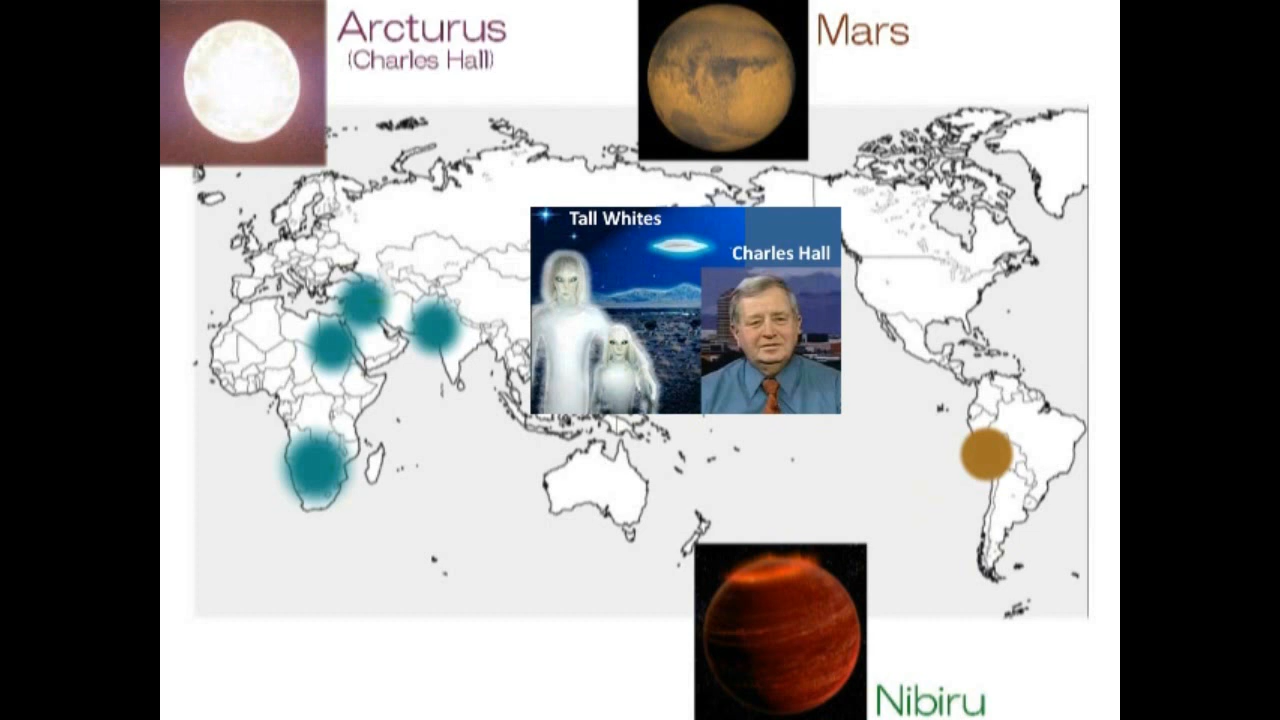 Arcturus
(Charles Hall)
Mars
Tall Whites
Charles Hall
Nibiru